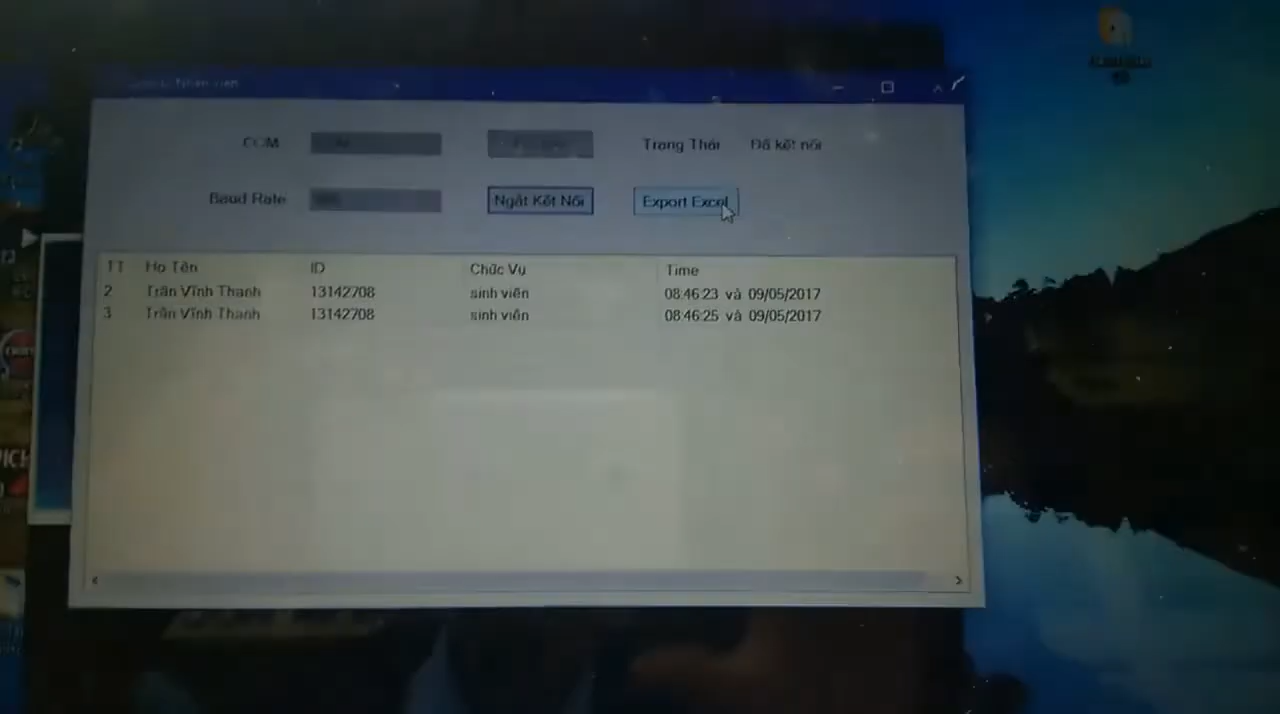 COM
Trạng Thái Đã kết nối
Baud Rate Ngắt Kết Nối Export Excel
TT Họ Tên ID Chức Vụ Time
2 Trần Vĩnh Thanh 13142708 sinh viên 08:46:23 và 09/05/2017
3 Trần Vĩnh Thanh 13142708 sinh viên 08:46:25 và 09/05/2017